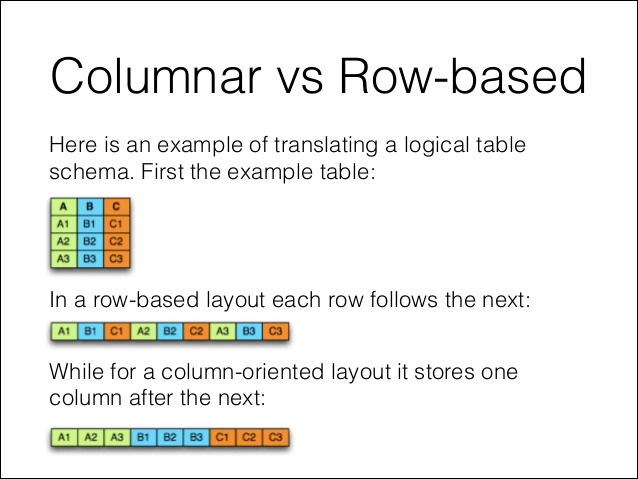 Columnar vs Row-based
Here is an example of translating a logical table
schema. First the example table:
A B C
A1 B1 C1
A2 B2 C2
A3 B3 C3
In a row-based layout each row follows the next:
A1 B1 C1 A2 B2 C2 A3 B3 C3
While for a column-oriented layout it stores one
column after the next:
A1 A2 A3 B1 B2 B3 C1 C2 C3